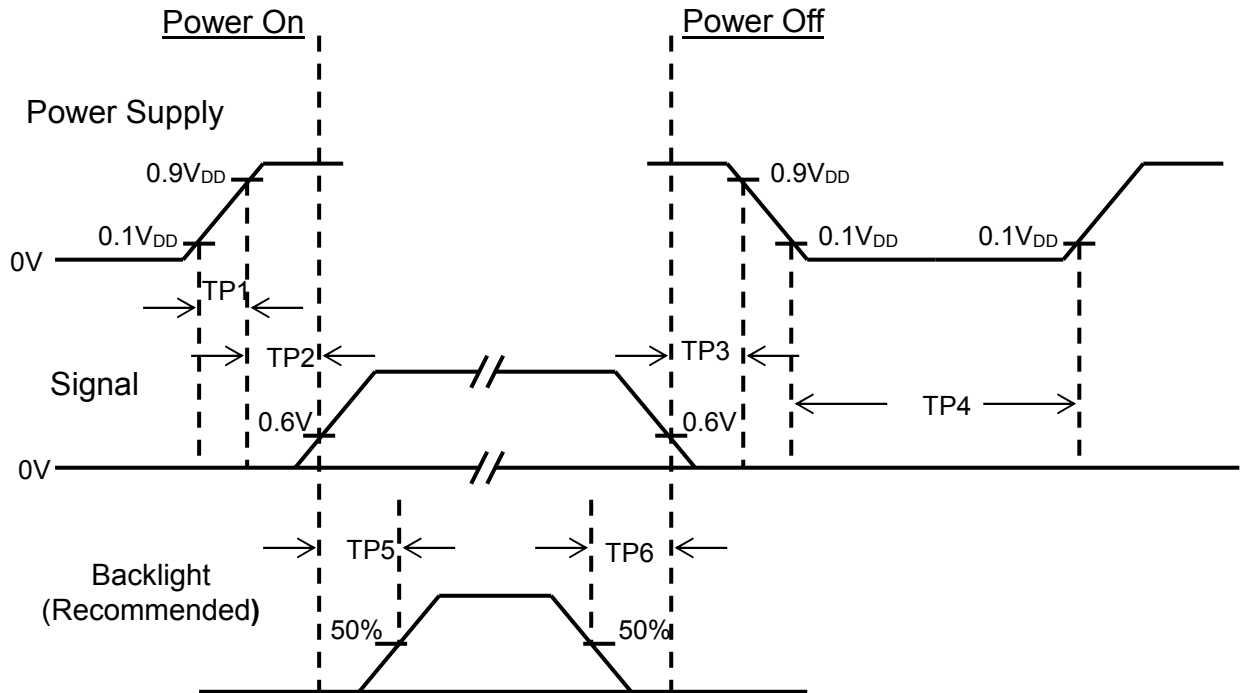 Power On
Power Off
Power Supply
0.9VDD
0.9VDD
0.1VDD
0.1VDD
0.1VDD
0V
TP1
TP2
TP3
Signal
TP4
0.6V
0.6V
0V
TP5
TP6
Backlight
(Recommended)
50%
50%